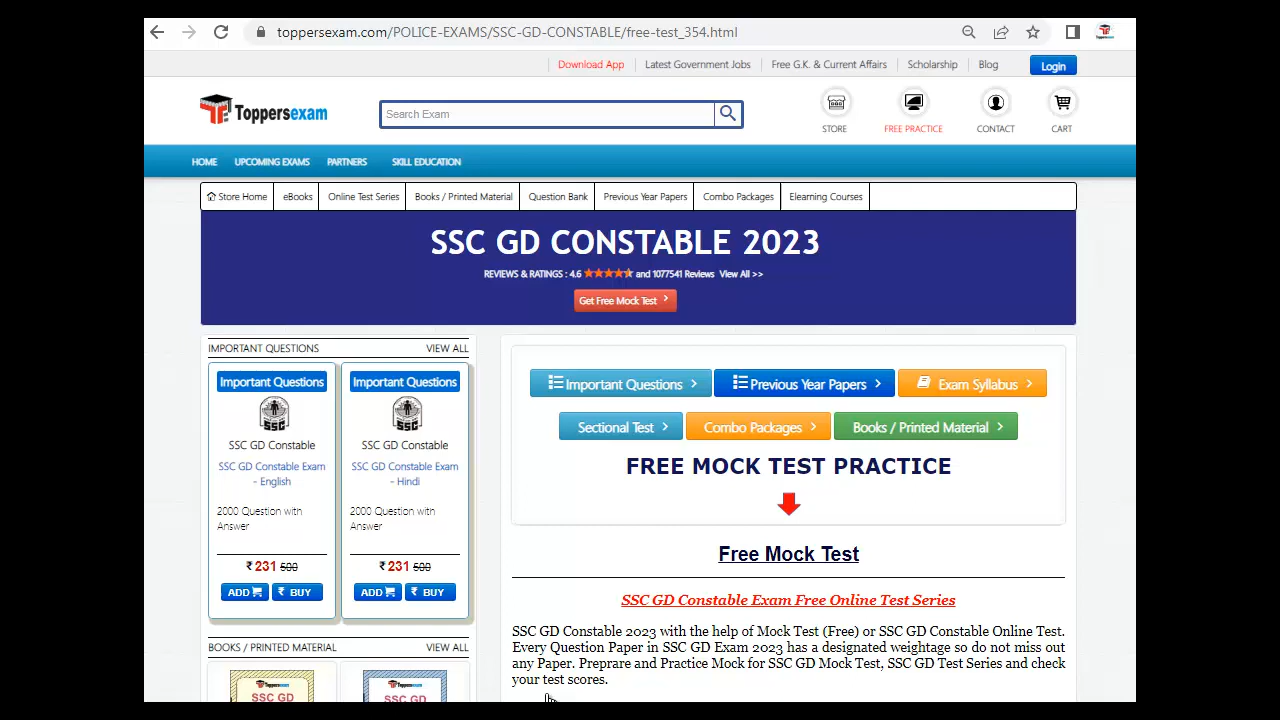 toppersexam.com/POLICE-EXAMS/SSC-GD-CONSTABLE/free-test_354.html
Download App Latest Government Jobs Free G.K. & Current Affairs Scholarship Blog Login
Toppersexam
Search Exam
STORE FREE PRACTICE CONTACT CART
HOME UPCOMING EXAMS PARTNERS SKILL EDUCATION
Store Home eBooks Online Test Series Books / Printed Material Question Bank Previous Year Papers Combo Packages Elearning Courses
SSC GD CONSTABLE 2023
REVIEWS & RATINGS : 4.6 and 1077541 Reviews View All >>
Get Free Mock Test
IMPORTANT QUESTIONS VIEW ALL
Important Questions
SSC
SSC GD Constable
SSC GD Constable Exam
- English
2000 Question with
Answer
₹ 231 500
ADD ₹ BUY
Important Questions
SSC
SSC GD Constable
SSC GD Constable Exam
- Hindi
2000 Question with
Answer
₹ 231 500
ADD ₹ BUY
BOOKS / PRINTED MATERIAL VIEW ALL
Toppersexam
SSC GD
Toppersexam
SSC GD
Important Questions Previous Year Papers Exam Syllabus
Sectional Test Combo Packages Books / Printed Material
FREE MOCK TEST PRACTICE
Free Mock Test
SSC GD Constable Exam Free Online Test Series
SSC GD Constable 2023 with the help of Mock Test (Free) or SSC GD Constable Online Test.
Every Question Paper in SSC GD Exam 2023 has a designated weightage so do not miss out
any Paper. Preprare and Practice Mock for SSC GD Mock Test, SSC GD Test Series and check
your test scores.